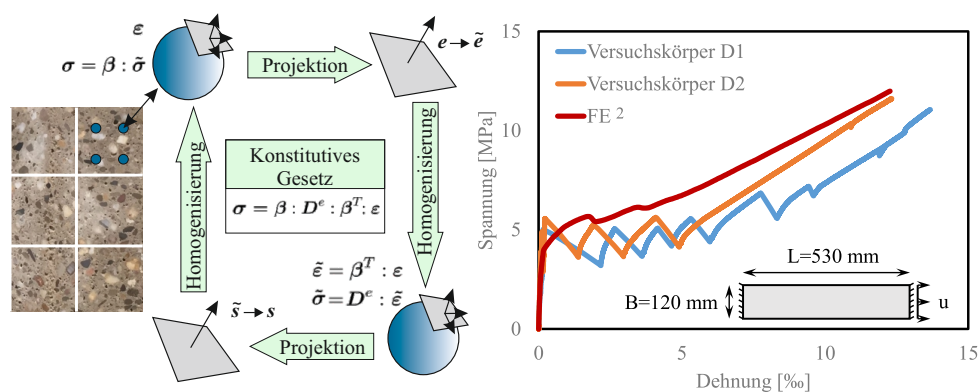 ε
σ = β : σ̃
Projektion
e → ẽ
Homogenisierung
Konstitutives
Gesetz
σ = β : Dᵉ : βᵀ : ε
Homogenisierung
ε̃ = βᵀ : ε
σ̃ = Dᵉ : ε̃
s̃ → s
Projektion
Versuchskörper D1
Versuchskörper D2
FE ²
Spannung [MPa]
15
10
5
0
0
5
10
15
Dehnung [‰]
L=530 mm
B=120 mm
u